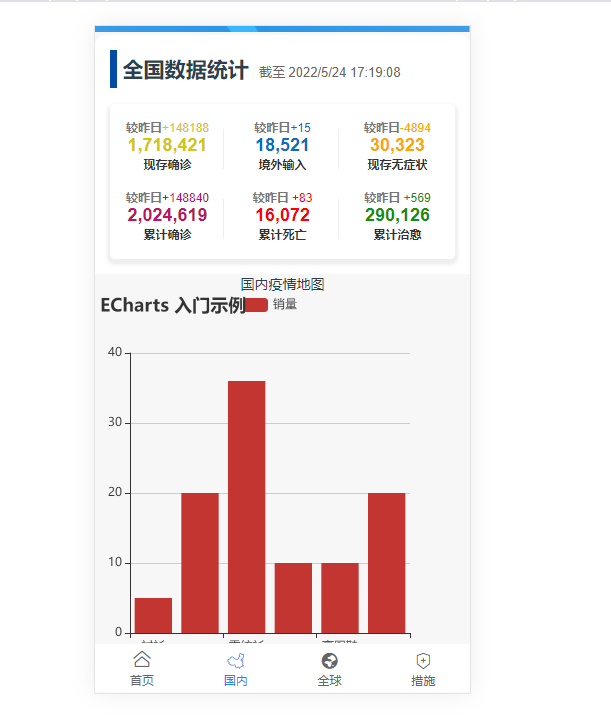 全国数据统计 截至 2022/5/24 17:19:08
较昨日+148188 较昨日+15 较昨日-4894
1,718,421 18,521 30,323
现存确诊 境外输入 现存无症状
较昨日+148840 较昨日 +83 较昨日 +569
2,024,619 16,072 290,126
累计确诊 累计死亡 累计治愈
国内疫情地图
ECharts 入门示例 销量
40
30
20
10
0
首页 国内 全球 措施